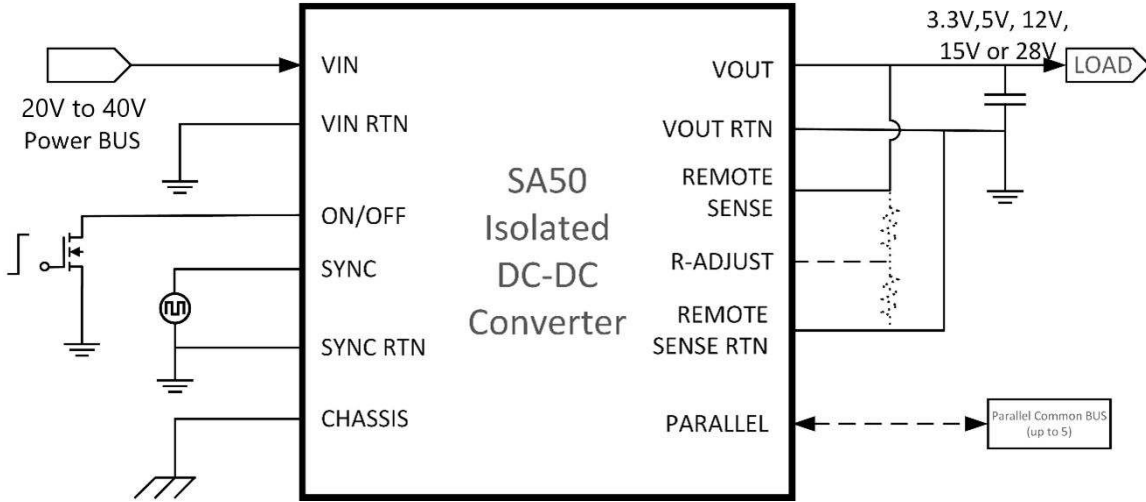 20V to 40V
Power BUS
VIN
VIN RTN
ON/OFF
SYNC
SYNC RTN
CHASSIS
SA50
Isolated
DC-DC
Converter
VOUT
VOUT RTN
REMOTE
SENSE
R-ADJUST
REMOTE
SENSE RTN
PARALLEL
3.3V,5V, 12V,
15V or 28V
LOAD
Parallel Common BUS
(up to 5)